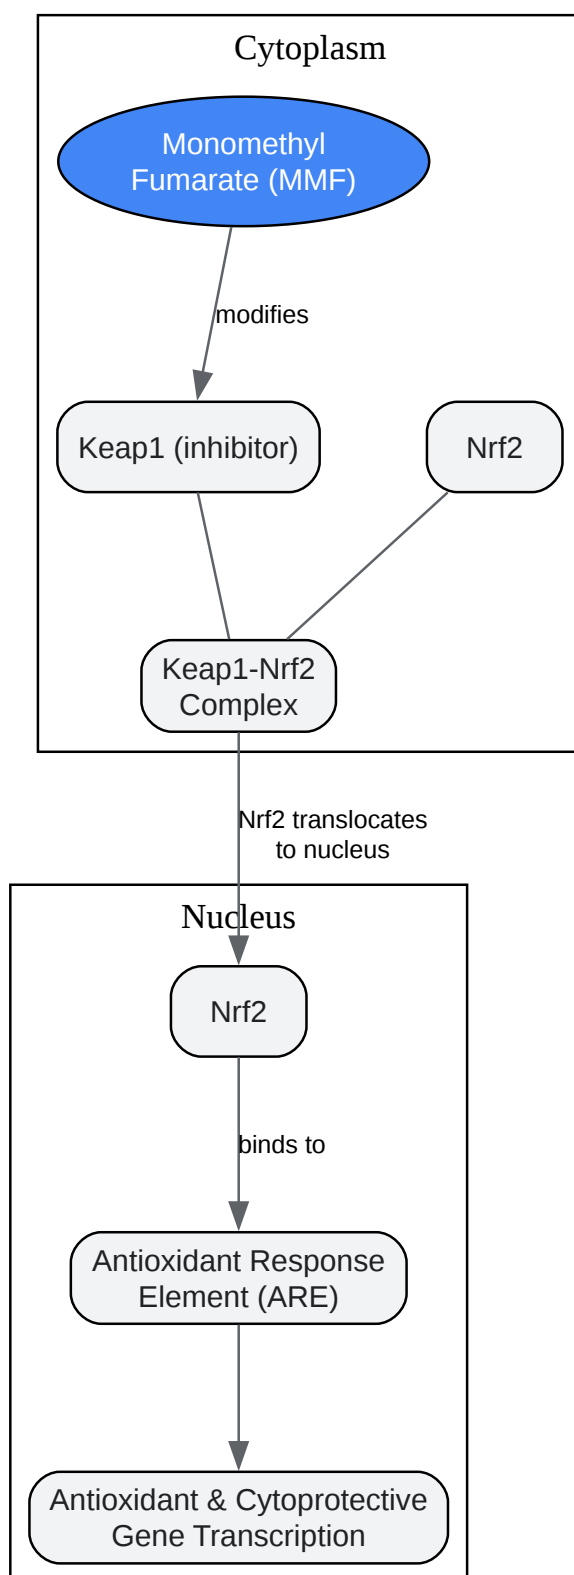 Cytoplasm
Monomethyl
Fumarate (MMF)
modifies
Keap1 (inhibitor)
Nrf2
Keap1-Nrf2
Complex
Nrf2 translocates
to nucleus
Nucleus
Nrf2
binds to
Antioxidant Response
Element (ARE)
Antioxidant & Cytoprotective
Gene Transcription